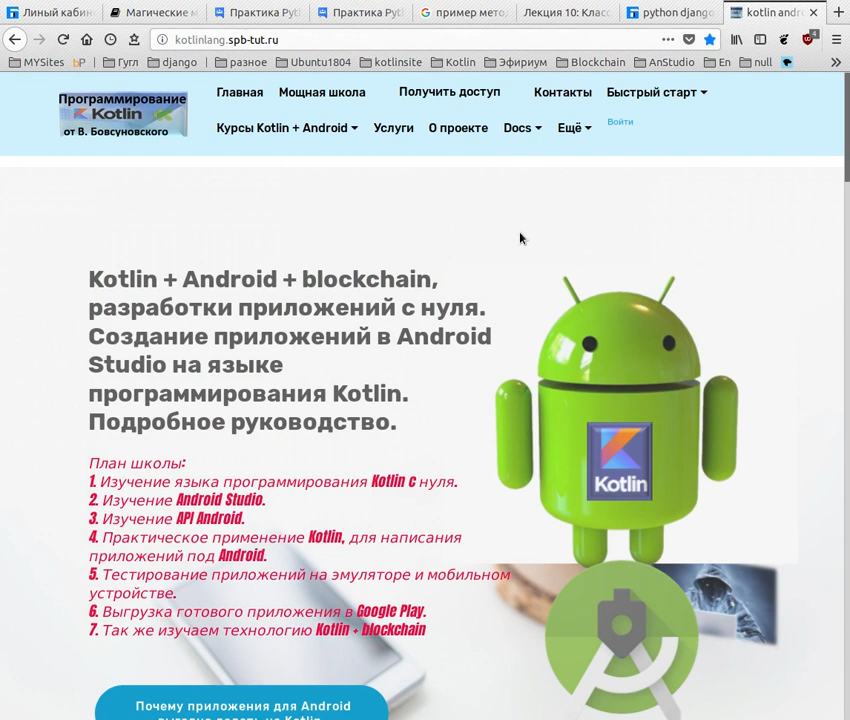 Линый кабин
Магические м
Практика Pyt
Практика Pyt
пример мето
Лекция 10: Клас
python django
kotlin andr
kotlinlang.spb-tut.ru
4
MYSites
bP
Гугл
django
разное
Ubuntu1804
kotlinsite
Kotlin
Эфириум
Blockchain
AnStudio
En
null
Программирование
Kotlin
от В. Бовсуновского
Главная
Мощная школа
Получить доступ
Контакты
Быстрый старт
Курсы Kotlin + Android
Услуги
О проекте
Docs
Ещё
Войти
Kotlin + Android + blockchain,
разработки приложений с нуля.
Создание приложений в Android
Studio на языке
программирования Kotlin.
Подробное руководство.
План школы:
1. Изучение языка программирования Kotlin с нуля.
2. Изучение Android Studio.
3. Изучение API Android.
4. Практическое применение Kotlin, для написания
приложений под Android.
5. Тестирование приложений на эмуляторе и мобильном
устройстве.
6. Выгрузка готового приложения в Google Play.
7. Так же изучаем технологию Kotlin + blockchain
Kotlin
Почему приложения для Android